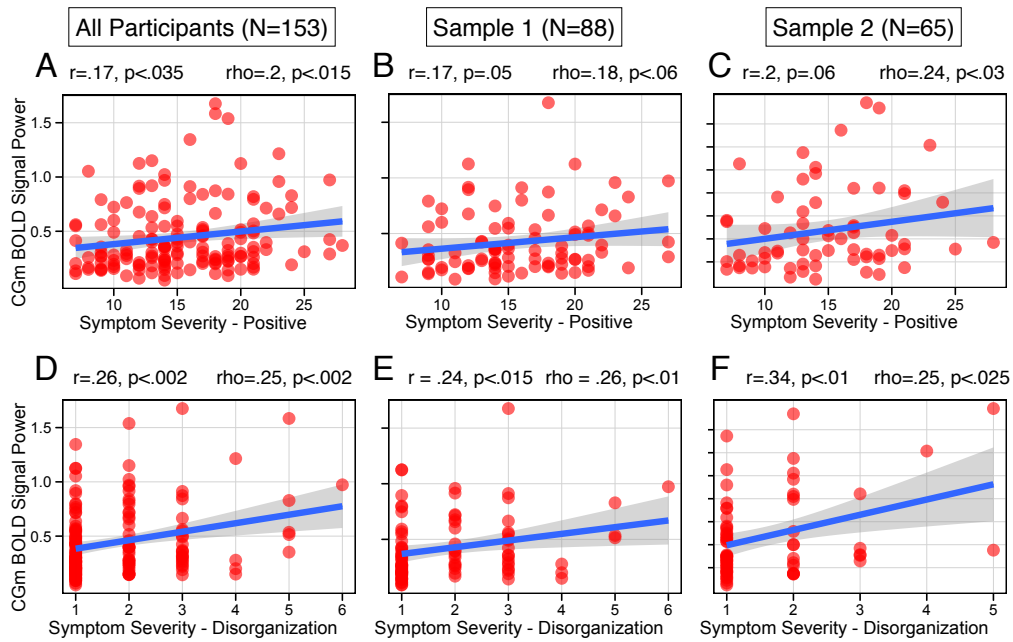 All Participants (N=153)
Sample 1 (N=88)
Sample 2 (N=65)
A
r=.17, p<.035
rho=.2, p<.015
B
r=.17, p=.05
rho=.18, p<.06
C
r=.2, p=.06
rho=.24, p<.03
CGm BOLD Signal Power
1.5
1.0
0.5
10 15 20 25
Symptom Severity - Positive
10 15 20 25
Symptom Severity - Positive
10 15 20 25
Symptom Severity - Positive
D
r=.26, p<.002
rho=.25, p<.002
E
r = .24, p<.015
rho = .26, p<.01
F
r=.34, p<.01
rho=.25, p<.025
CGm BOLD Signal Power
1.5
1.0
0.5
1 2 3 4 5 6
Symptom Severity - Disorganization
1 2 3 4 5 6
Symptom Severity - Disorganization
1 2 3 4 5
Symptom Severity - Disorganization